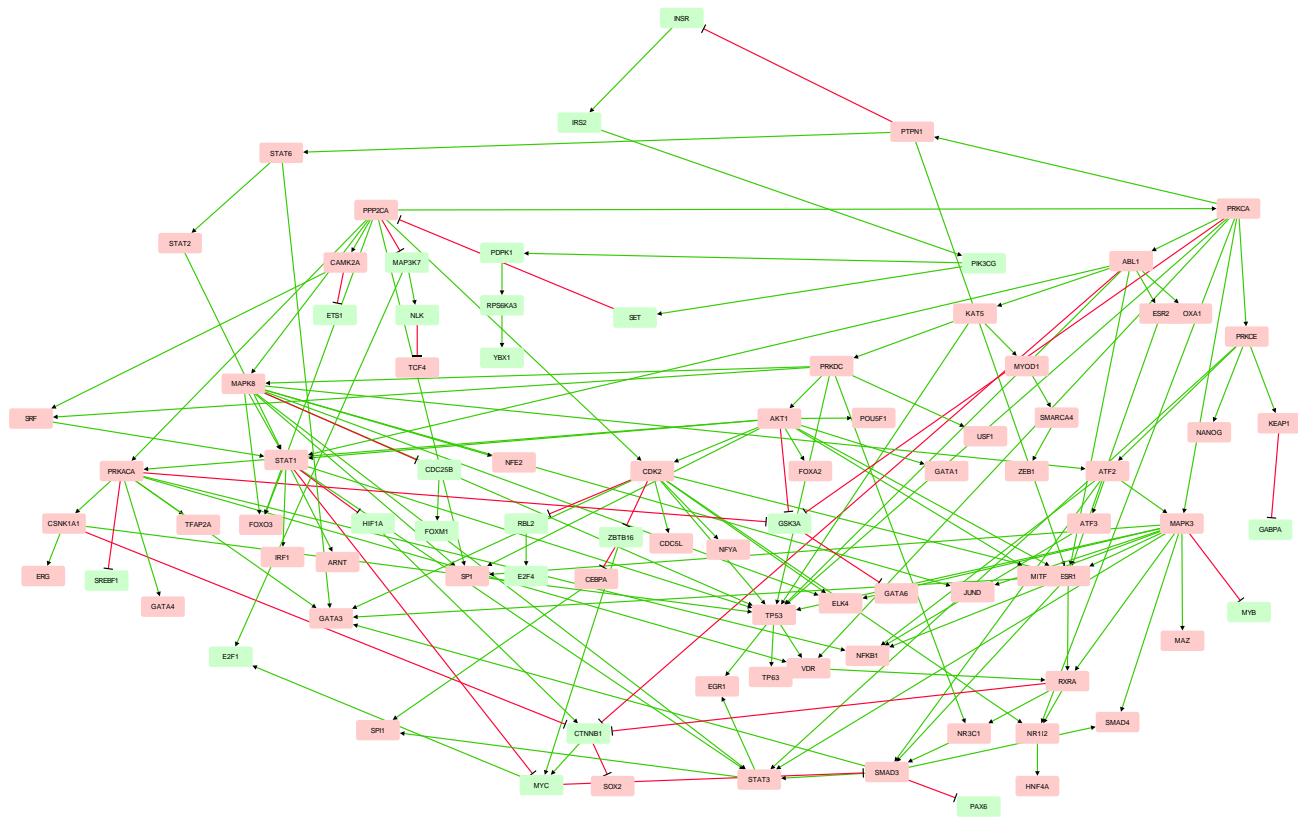 INSR
IRS2
PTPN1
STAT6
PPP2CA
PRKCA
STAT2
CAMK2A
MAP3K7
PDPK1
PIK3CG
ABL1
ETS1
NLK
RPS6KA3
SET
KAT5
ESR2
OXA1
PRKCE
YBX1
TCF4
PRKDC
MYOD1
MAPK8
SRF
AKT1
POU5F1
SMARCA4
KEAP1
USF1
NANOG
STAT1
PRKACA
CDC25B
NFE2
CDK2
FOXA2
GATA1
ZEB1
ATF2
CSNK1A1
TFAP2A
FOXO3
HIF1A
FOXM1
RBL2
ZBTB16
GSK3A
ATF3
MAPK3
GABPA
CDC5L
NFYA
IRF1
ARNT
ERG
SREBF1
SP1
E2F4
CEBPA
MITF
ESR1
GATA4
GATA3
TP53
ELK4
GATA6
JUND
MYB
MAZ
E2F1
NFKB1
VDR
TP63
EGR1
RXRA
SPI1
CTNNB1
NR3C1
NR1I2
SMAD4
MYC
SOX2
STAT3
SMAD3
HNF4A
PAX6